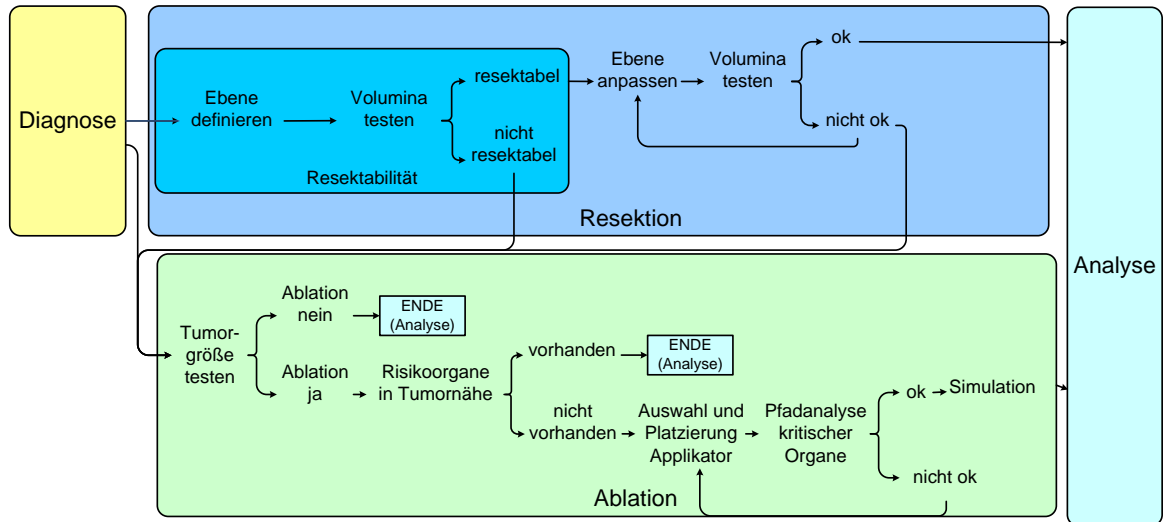 Diagnose
Ebene
definieren
Volumina
testen
resektabel
nicht
resektabel
Resektabilität
Ebene
anpassen
Volumina
testen
ok
nicht ok
Resektion
Tumor-
größe
testen
Ablation
nein
ENDE
(Analyse)
Ablation
ja
Risikoorgane
in Tumornähe
vorhanden
ENDE
(Analyse)
nicht
vorhanden
Auswahl und
Platzierung
Applikator
Pfadanalyse
kritischer
Organe
ok
Simulation
nicht ok
Ablation
Analyse